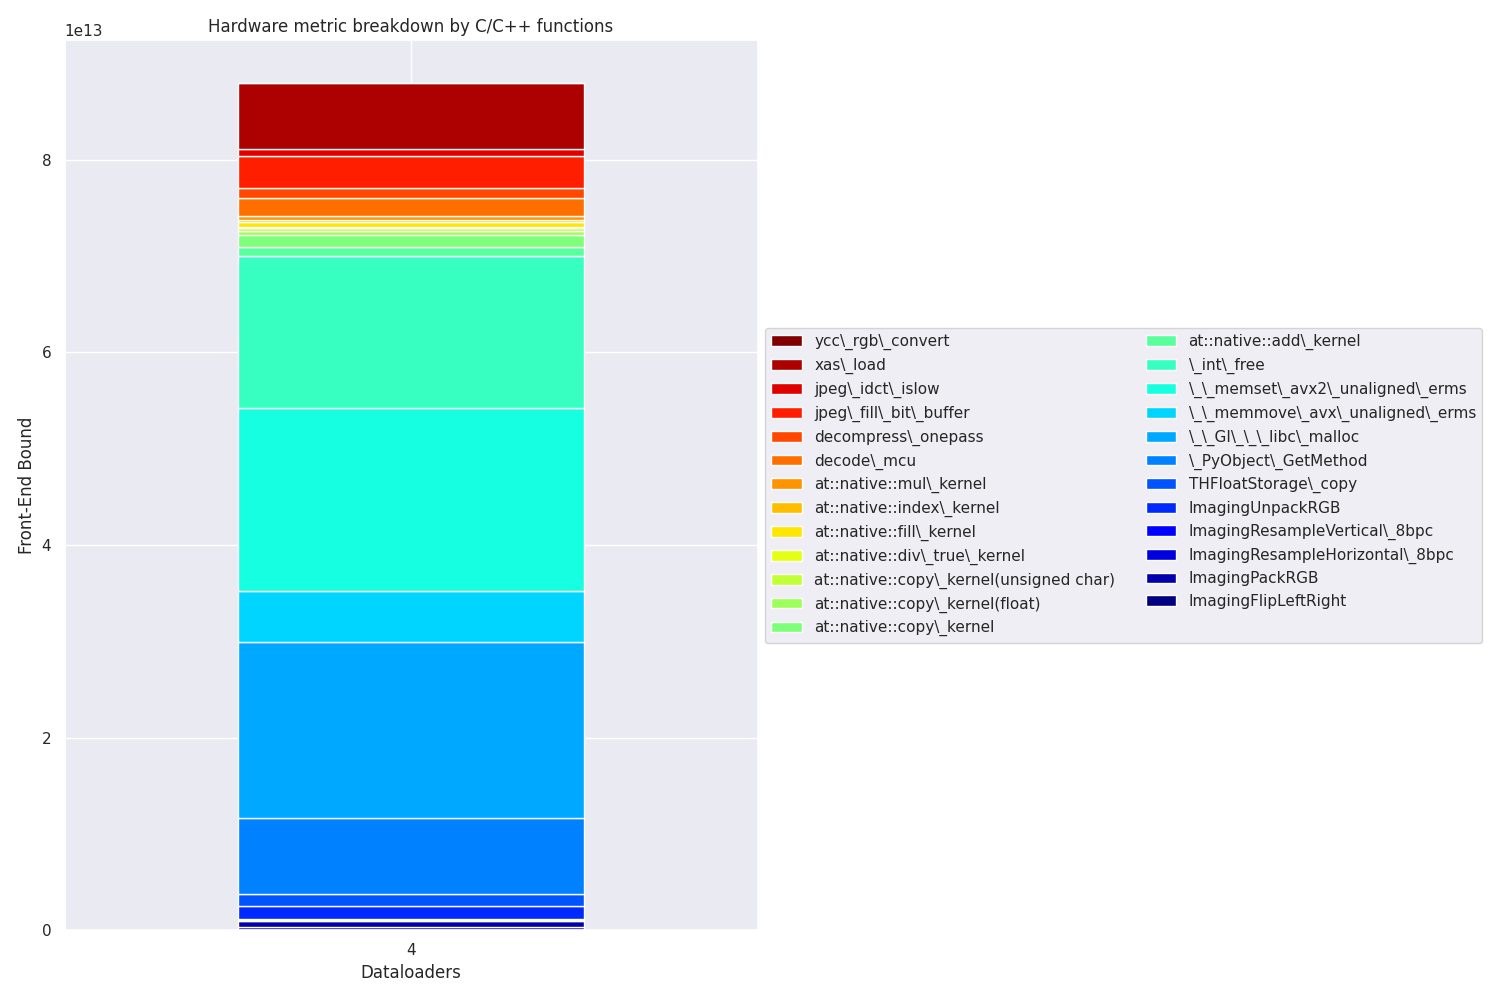 Hardware metric breakdown by C/C++ functions
1e13
8
6
4
2
0
Front-End Bound
4
Dataloaders
ycc\_rgb\_convert
xas\_load
jpeg\_idct\_islow
jpeg\_fill\_bit\_buffer
decompress\_onepass
decode\_mcu
at::native::mul\_kernel
at::native::index\_kernel
at::native::fill\_kernel
at::native::div\_true\_kernel
at::native::copy\_kernel(unsigned char)
at::native::copy\_kernel(float)
at::native::copy\_kernel
at::native::add\_kernel
\_int\_free
\_\_memset\_avx2\_unaligned\_erms
\_\_memmove\_avx\_unaligned\_erms
\_\_GI\_\_\_libc\_malloc
\_PyObject\_GetMethod
THFloatStorage\_copy
ImagingUnpackRGB
ImagingResampleVertical\_8bpc
ImagingResampleHorizontal\_8bpc
ImagingPackRGB
ImagingFlipLeftRight